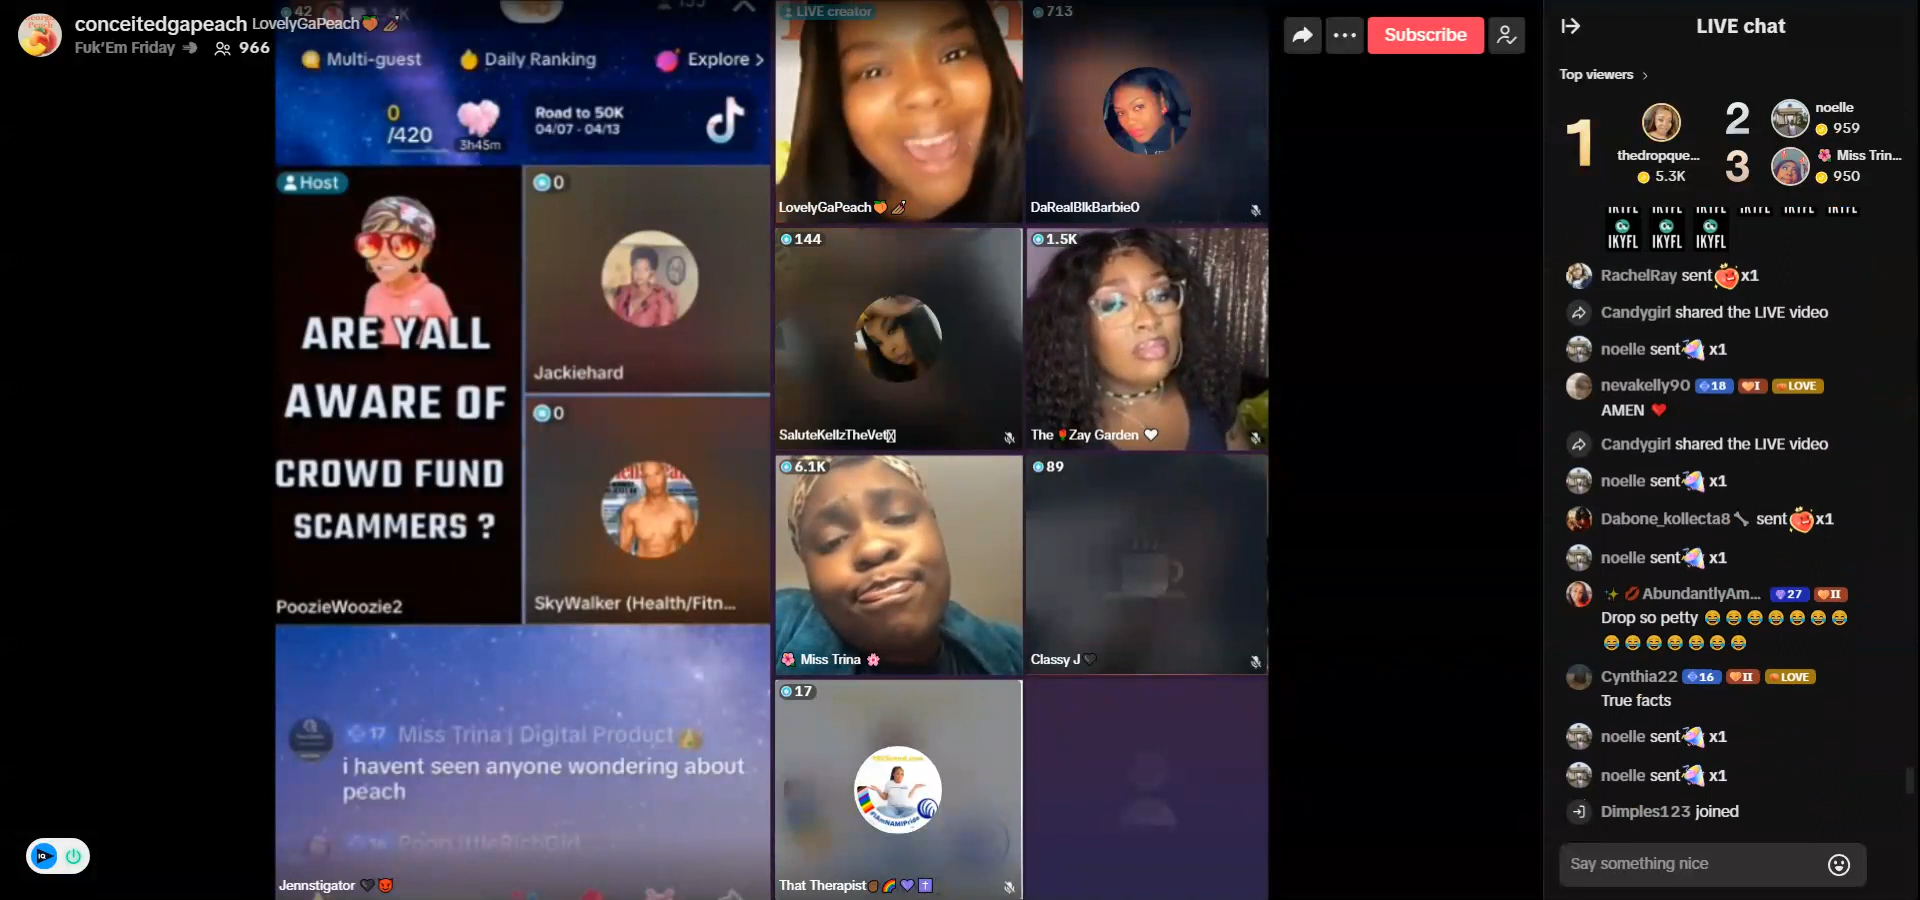 conceitedgapeach LovelyGaPeach🍑💅🏾
Fuk'Em Friday 💨 966
42
Multi-guest
Daily Ranking
Explore >
0
/420
3h45m
Road to 50K
04/07 - 04/13
Host
ARE YALL
AWARE OF
CROWD FUND
SCAMMERS ?
PoozieWoozie2
0
Jackiehard
0
SkyWalker (Health/Fitn...
17 Miss Trina | Digital Product
i havent seen anyone wondering about
peach
Jennstigator 🖤😈
LIVE creator
LovelyGaPeach🍑💅🏾
713
DaRealBlkBarbie0
144
SaluteKellzTheVet
1.5K
The 🌹Zay Garden 🤍
6.1K
🌺 Miss Trina 🌸
89
Classy J 🖤
17
That Therapist
#IAmNAMIPride
Subscribe
LIVE chat
Top viewers >
1
thedropque...
5.3K
2
noelle
959
3
🌺 Miss Trin...
950
IKYFL IKYFL IKYFL
RachelRay sent x1
Candygirl shared the LIVE video
noelle sent x1
nevakelly90 18 I LOVE
AMEN ❤️
Candygirl shared the LIVE video
noelle sent x1
Dabone_kollecta8🦴 sent x1
noelle sent x1
✨💋AbundantlyAm... 27 II
Drop so petty 😂😂😂😂😂😂😂
😂😂😂😂😂😂😂
Cynthia22 16 II LOVE
True facts
noelle sent x1
noelle sent x1
Dimples123 joined
Say something nice